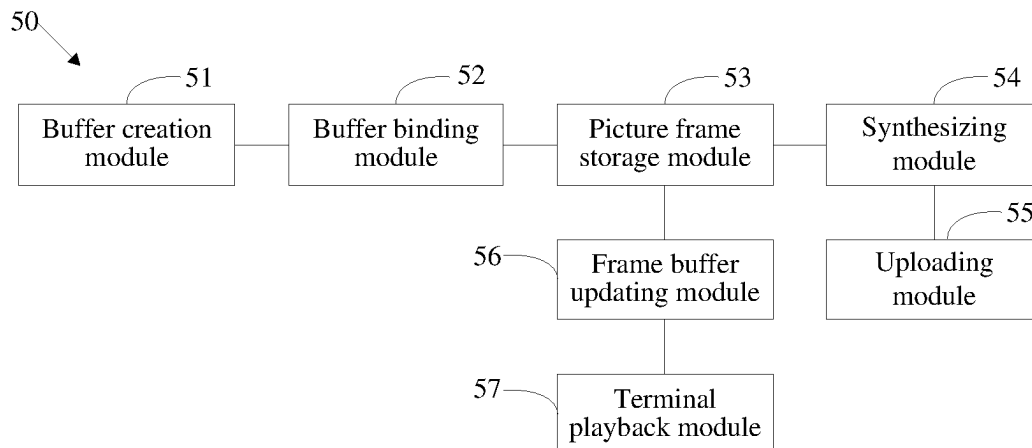 50
51
52
53
54
Buffer creation
module
Buffer binding
module
Picture frame
storage module
Synthesizing
module
55
56
Frame buffer
updating module
Uploading
module
57
Terminal
playback module